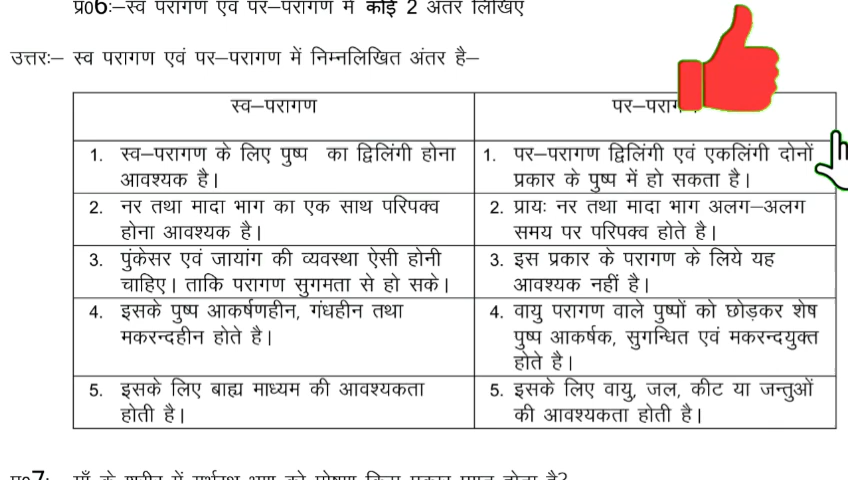 प्र06:–स्व परागण एवं पर–परागण में कोई 2 अंतर लिखिए
उत्तरः– स्व परागण एवं पर–परागण में निम्नलिखित अंतर है–
स्व–परागण
पर–परागण
1. स्व–परागण के लिए पुष्प का द्विलिंगी होना
आवश्यक है।
1. पर–परागण द्विलिंगी एवं एकलिंगी दोनों
प्रकार के पुष्प में हो सकता है।
2. नर तथा मादा भाग का एक साथ परिपक्व
होना आवश्यक है।
2. प्रायः नर तथा मादा भाग अलग–अलग
समय पर परिपक्व होते है।
3. पुंकेसर एवं जायांग की व्यवस्था ऐसी होनी
चाहिए। ताकि परागण सुगमता से हो सके।
3. इस प्रकार के परागण के लिये यह
आवश्यक नहीं है।
4. इसके पुष्प आकर्षणहीन, गंधहीन तथा
मकरन्दहीन होते है।
4. वायु परागण वाले पुष्पों को छोड़कर शेष
पुष्प आकर्षक, सुगन्धित एवं मकरन्दयुक्त
होते है।
5. इसके लिए बाह्य माध्यम की आवश्यकता
होती है।
5. इसके लिए वायु, जल, कीट या जन्तुओं
की आवश्यकता होती है।